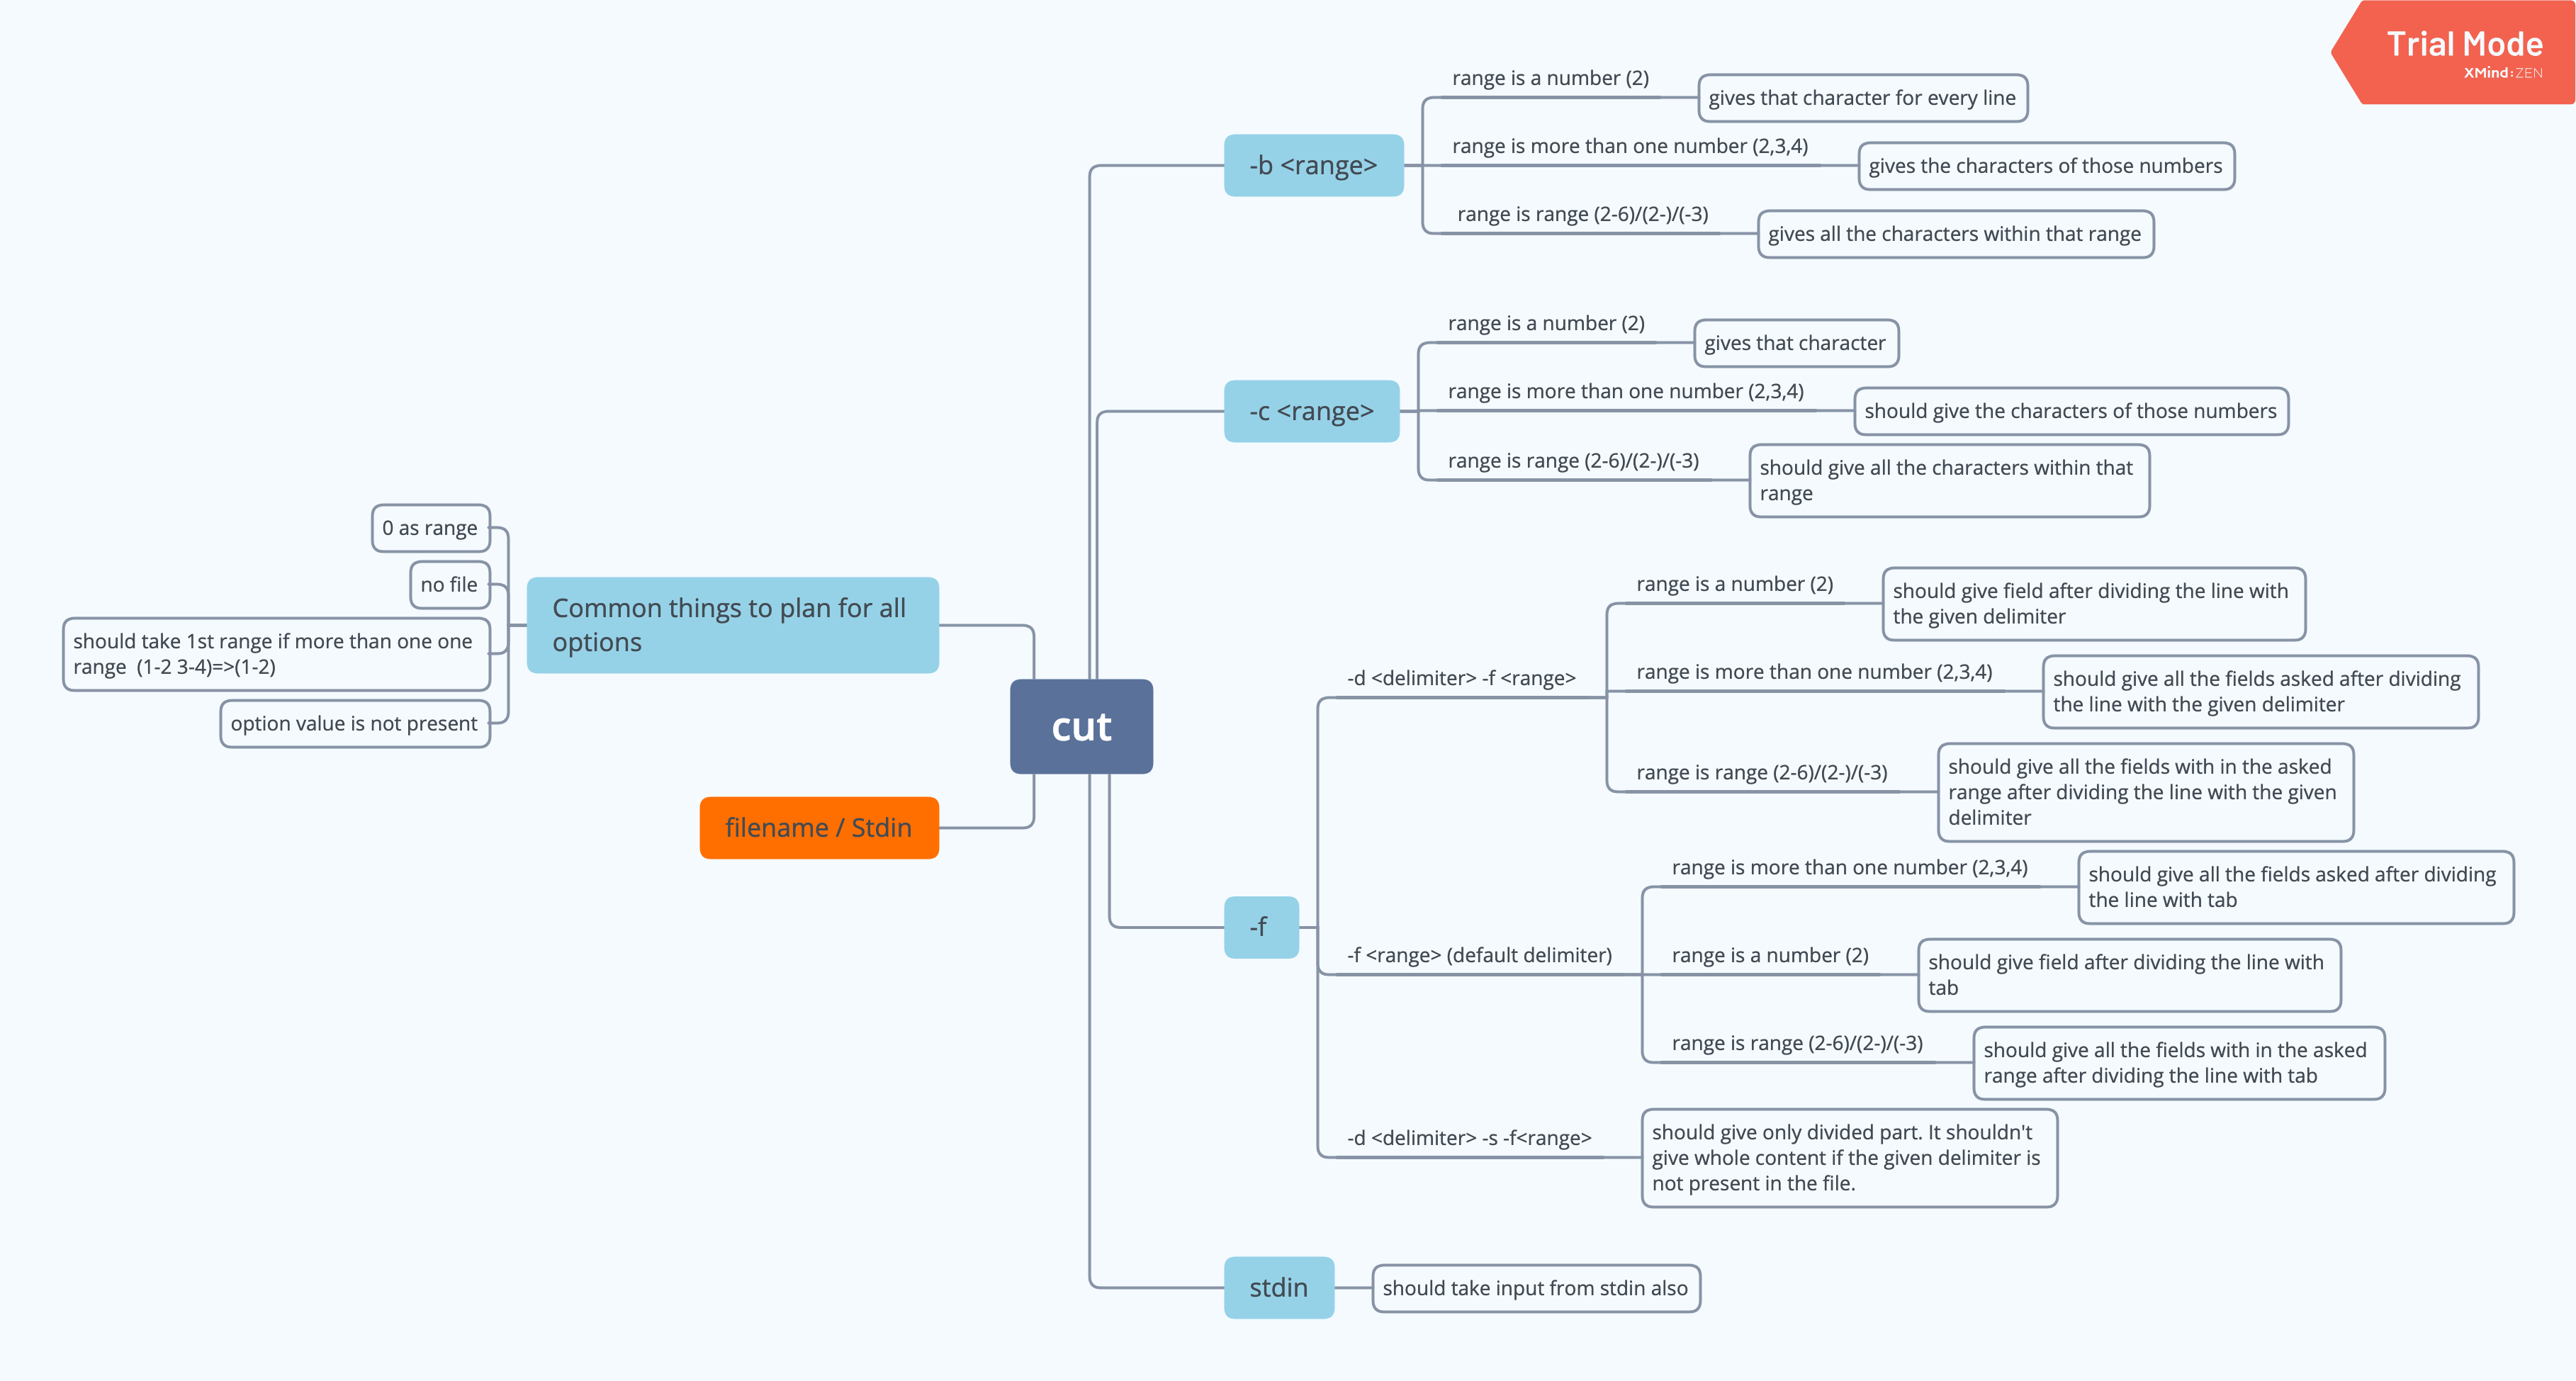 Trial Mode
XMind:ZEN
cut
-b <range>
range is a number (2)
gives that character for every line
range is more than one number (2,3,4)
gives the characters of those numbers
range is range (2-6)/(2-)/(-3)
gives all the characters within that range
-c <range>
range is a number (2)
gives that character
range is more than one number (2,3,4)
should give the characters of those numbers
range is range (2-6)/(2-)/(-3)
should give all the characters within that
range
-f
-d <delimiter> -f <range>
range is a number (2)
should give field after dividing the line with
the given delimiter
range is more than one number (2,3,4)
should give all the fields asked after dividing
the line with the given delimiter
range is range (2-6)/(2-)/(-3)
should give all the fields with in the asked
range after dividing the line with the given
delimiter
-f <range> (default delimiter)
range is more than one number (2,3,4)
should give all the fields asked after dividing
the line with tab
range is a number (2)
should give field after dividing the line with
tab
range is range (2-6)/(2-)/(-3)
should give all the fields with in the asked
range after dividing the line with tab
-d <delimiter> -s -f<range>
should give only divided part. It shouldn't
give whole content if the given delimiter is
not present in the file.
stdin
should take input from stdin also
Common things to plan for all
options
0 as range
no file
should take 1st range if more than one one
range  (1-2 3-4)=>(1-2)
option value is not present
filename / Stdin